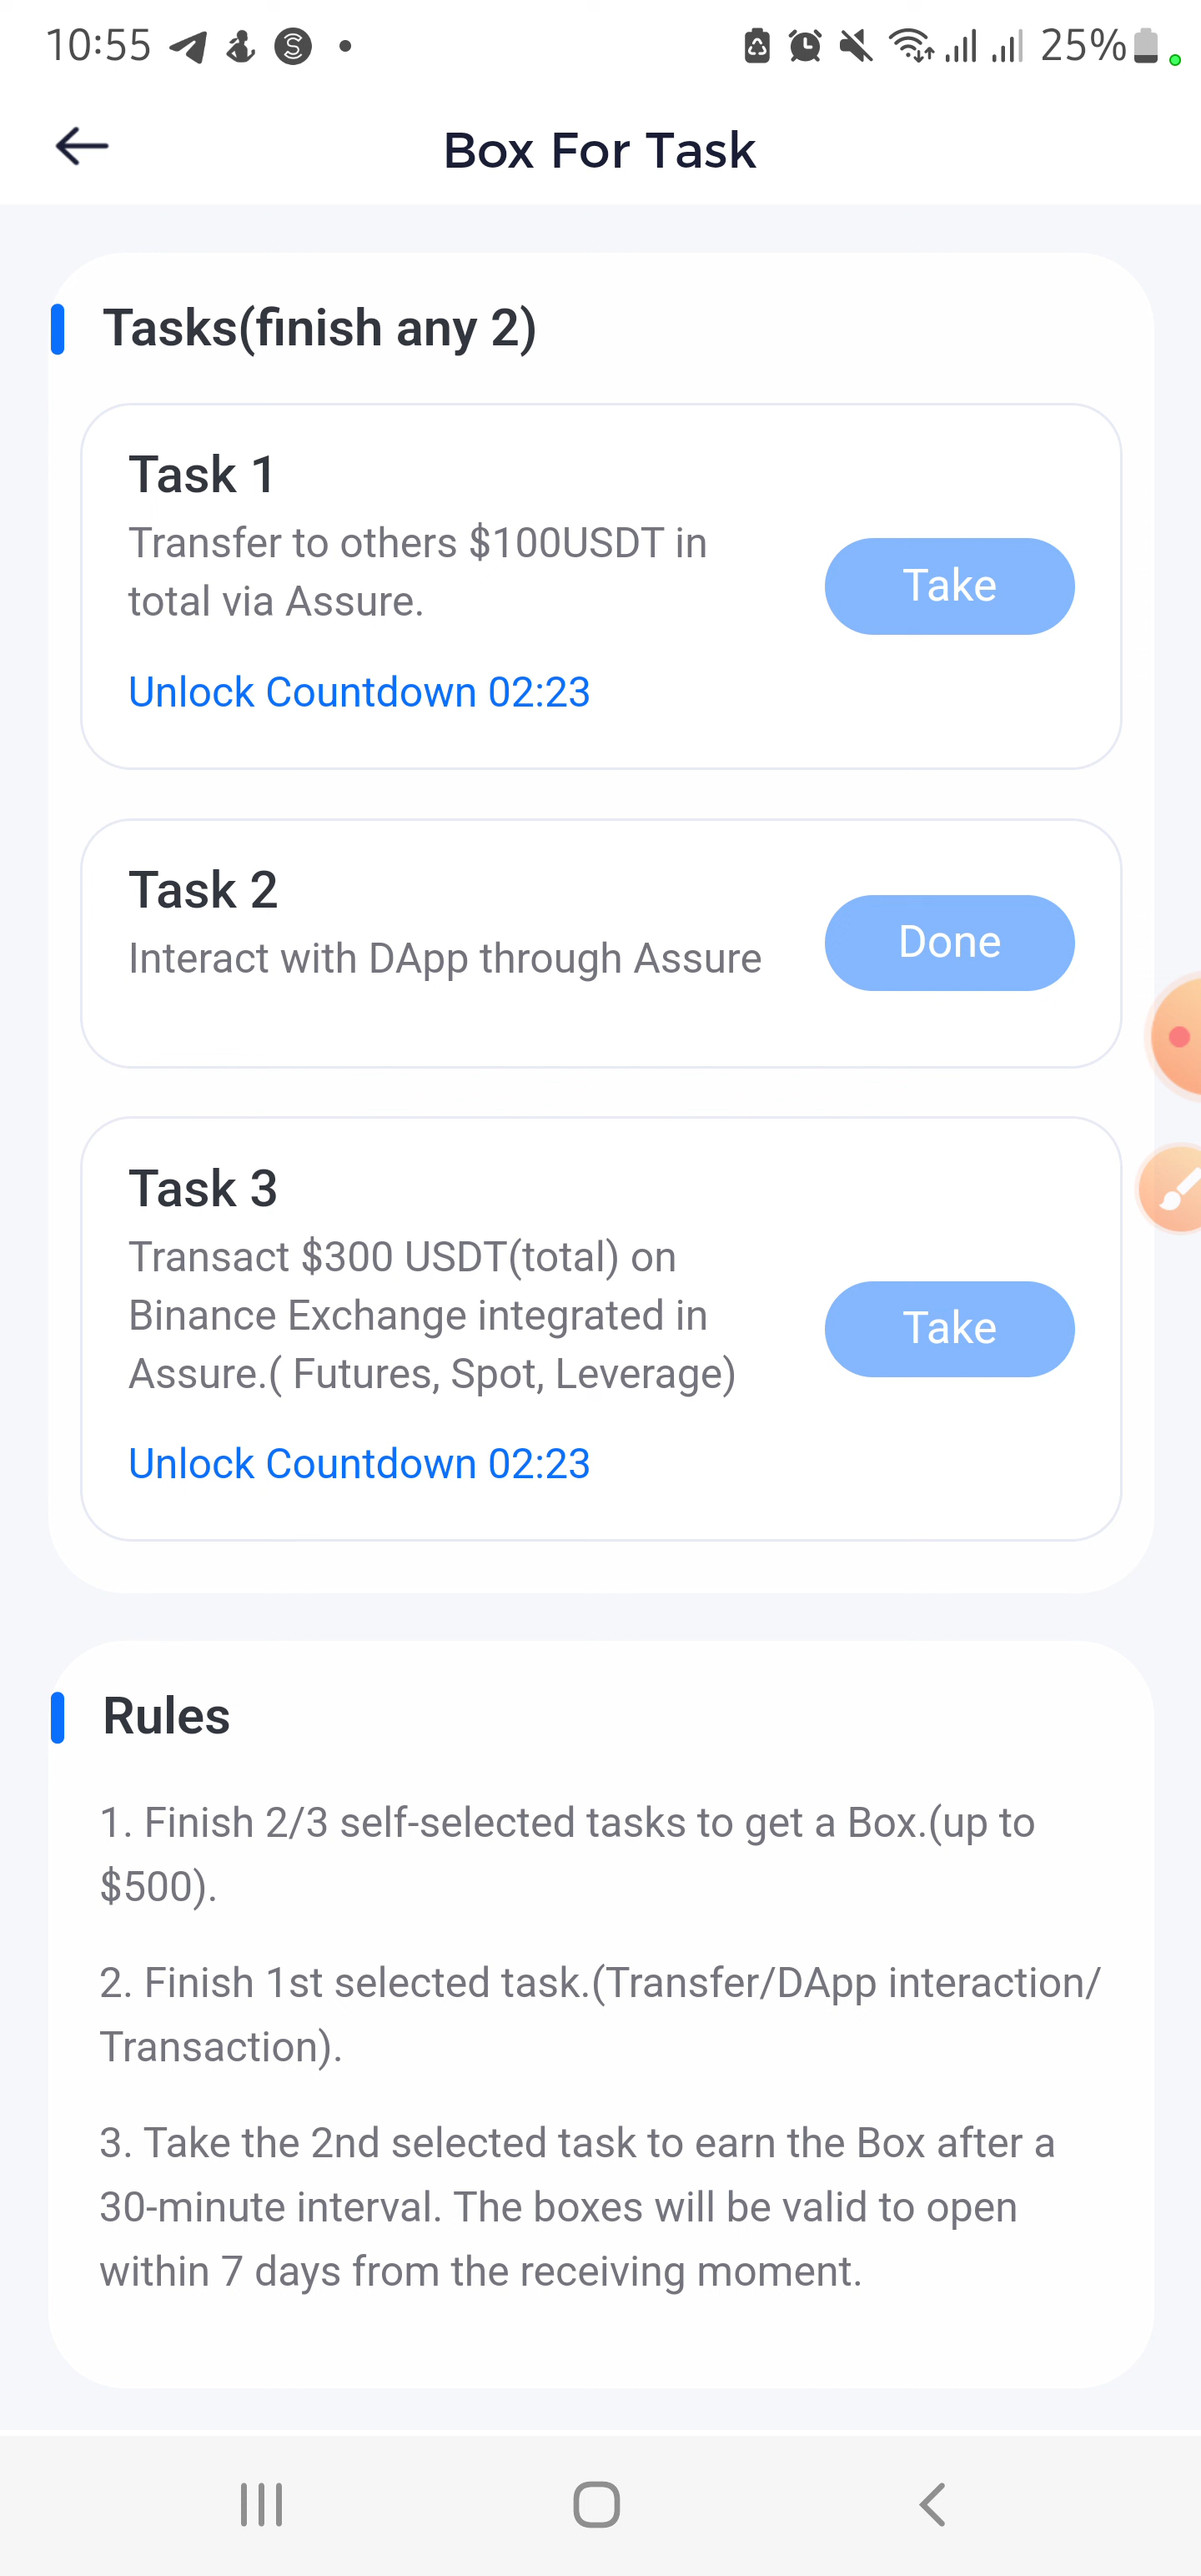 10:55
25%
Box For Task
Tasks(finish any 2)
Task 1
Transfer to others $100USDT in
total via Assure.
Take
Unlock Countdown 02:23
Task 2
Interact with DApp through Assure
Done
Task 3
Transact $300 USDT(total) on
Binance Exchange integrated in
Assure.( Futures, Spot, Leverage)
Take
Unlock Countdown 02:23
Rules
1. Finish 2/3 self-selected tasks to get a Box.(up to
$500).
2. Finish 1st selected task.(Transfer/DApp interaction/
Transaction).
3. Take the 2nd selected task to earn the Box after a
30-minute interval. The boxes will be valid to open
within 7 days from the receiving moment.